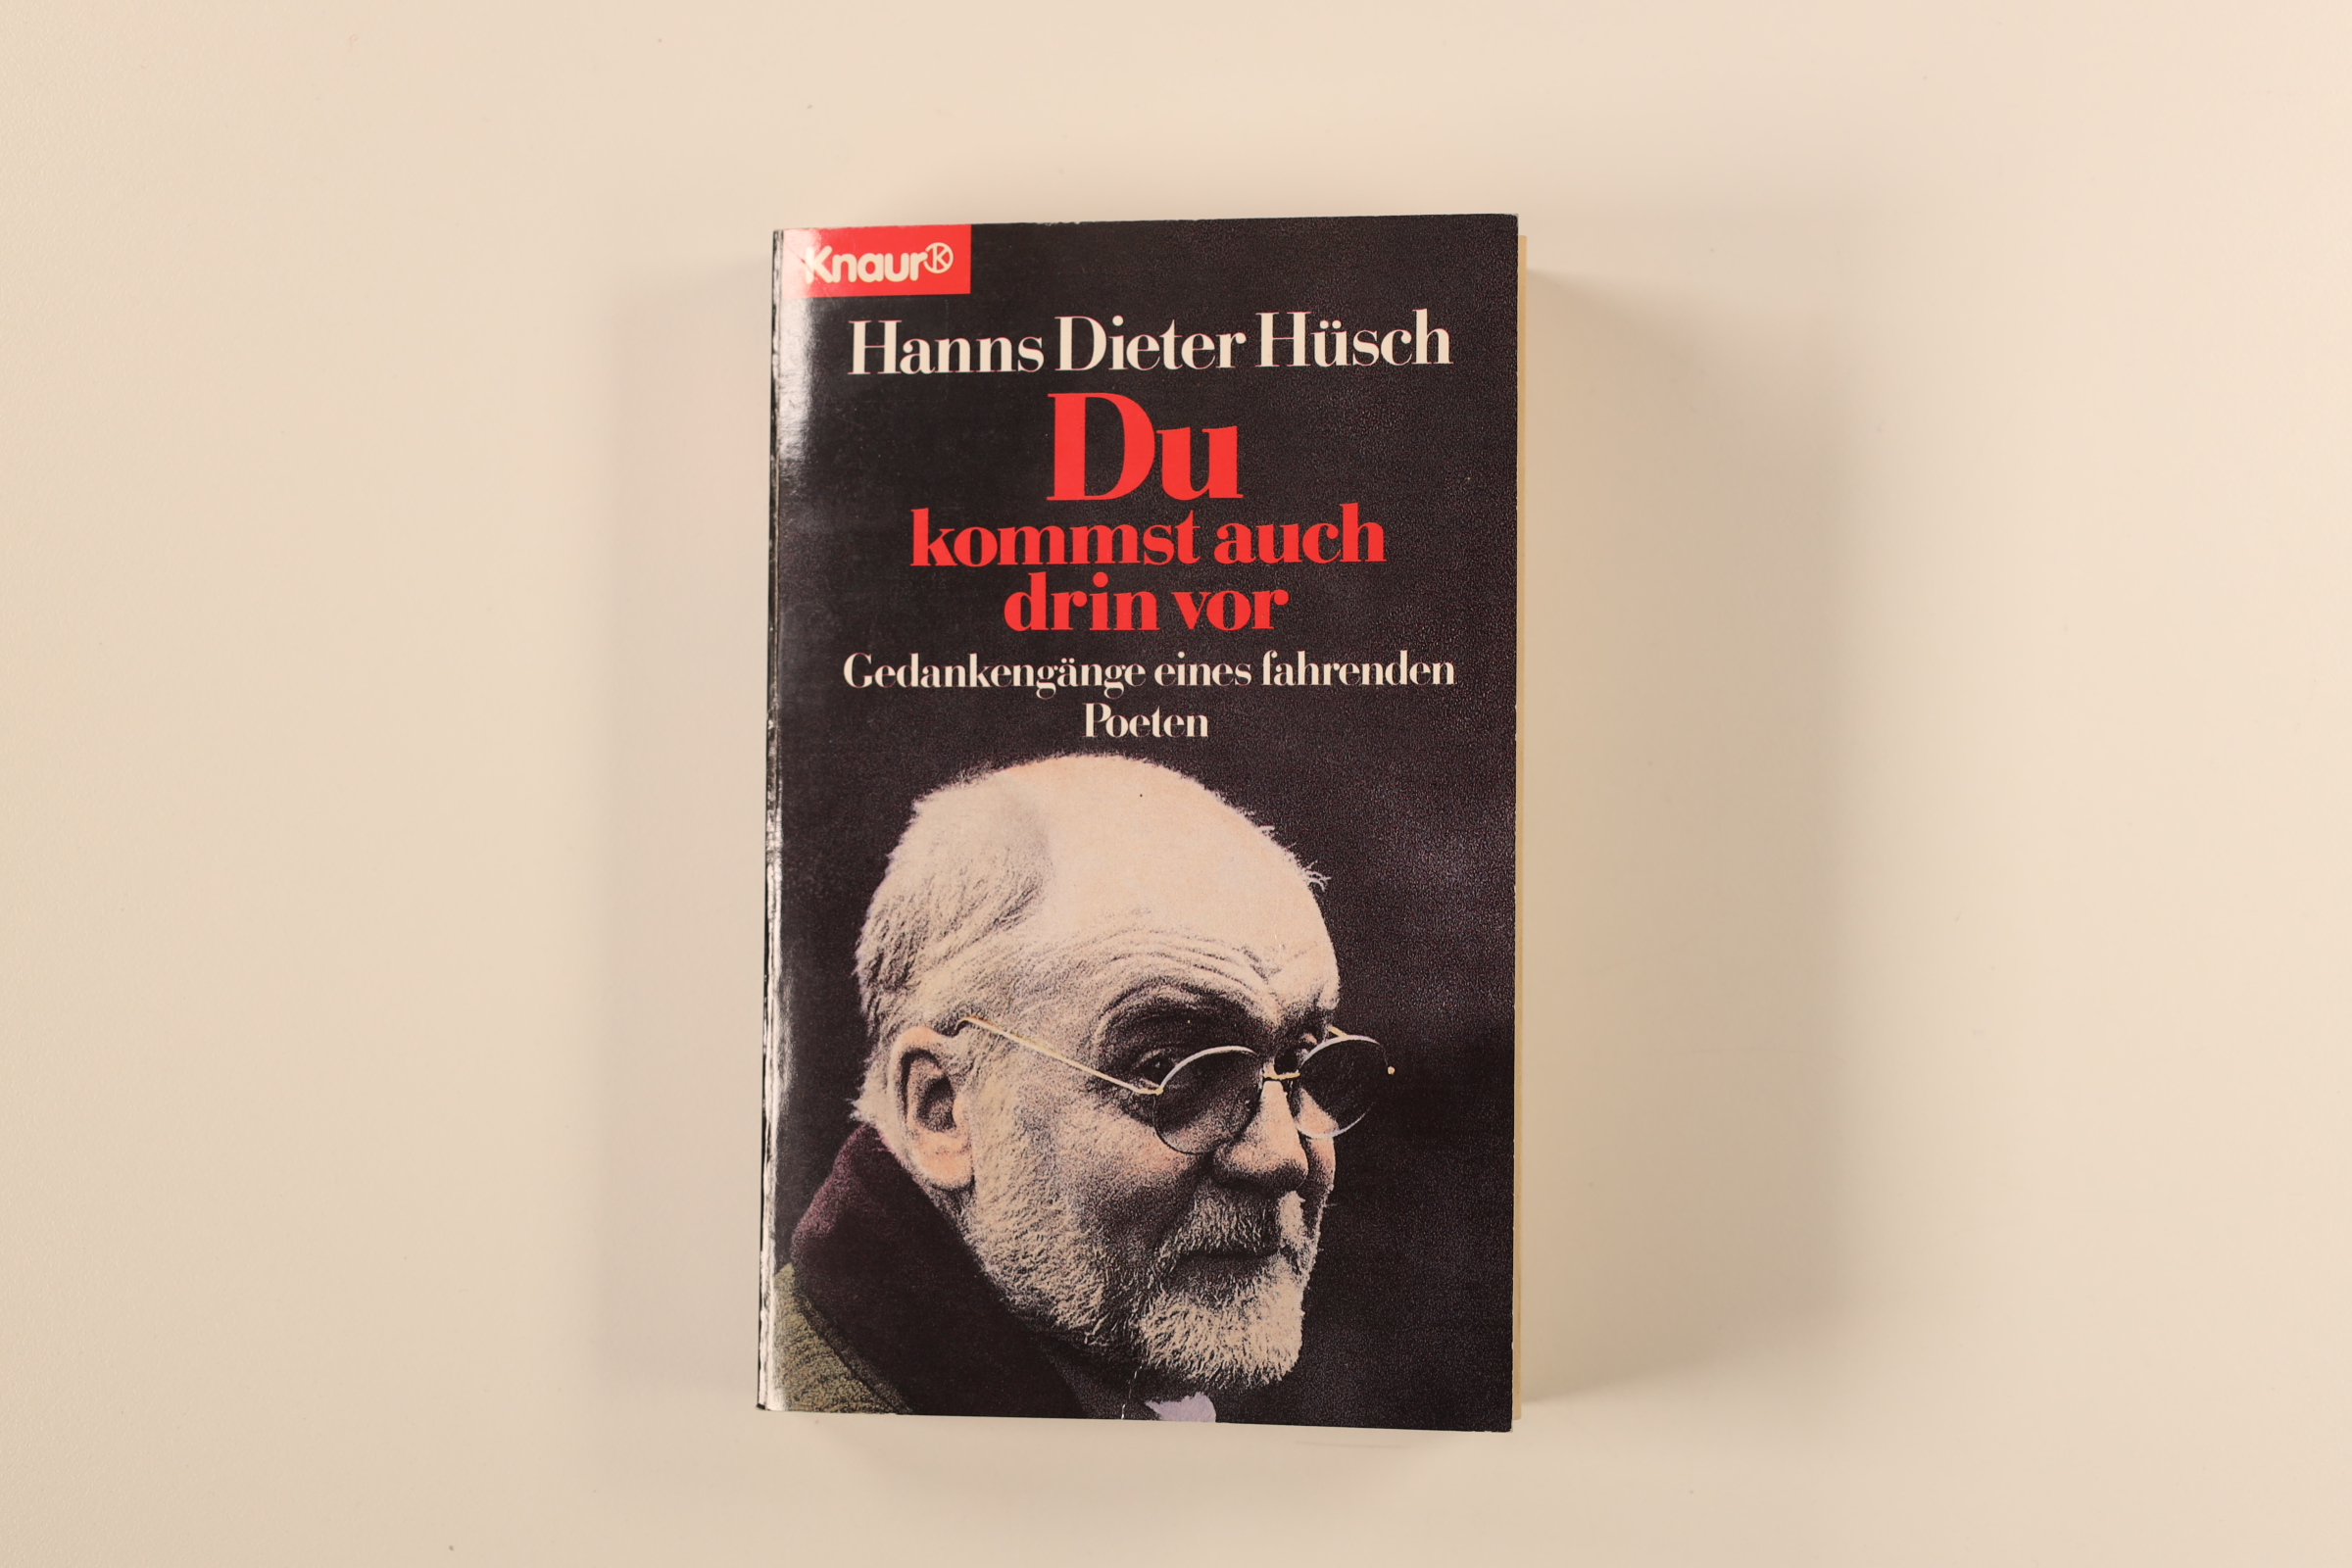 Knaur
Hanns Dieter Hüsch
Du
kommst auch
drin vor
Gedankengänge eines fahrenden
Poeten